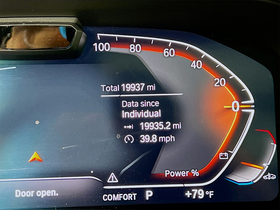 100 80 60 40 20 0
Total 19937 mi
Data since
Individual
19935.2 mi
39.8 mph
Power %
Door open.
COMFORT P +79 °F